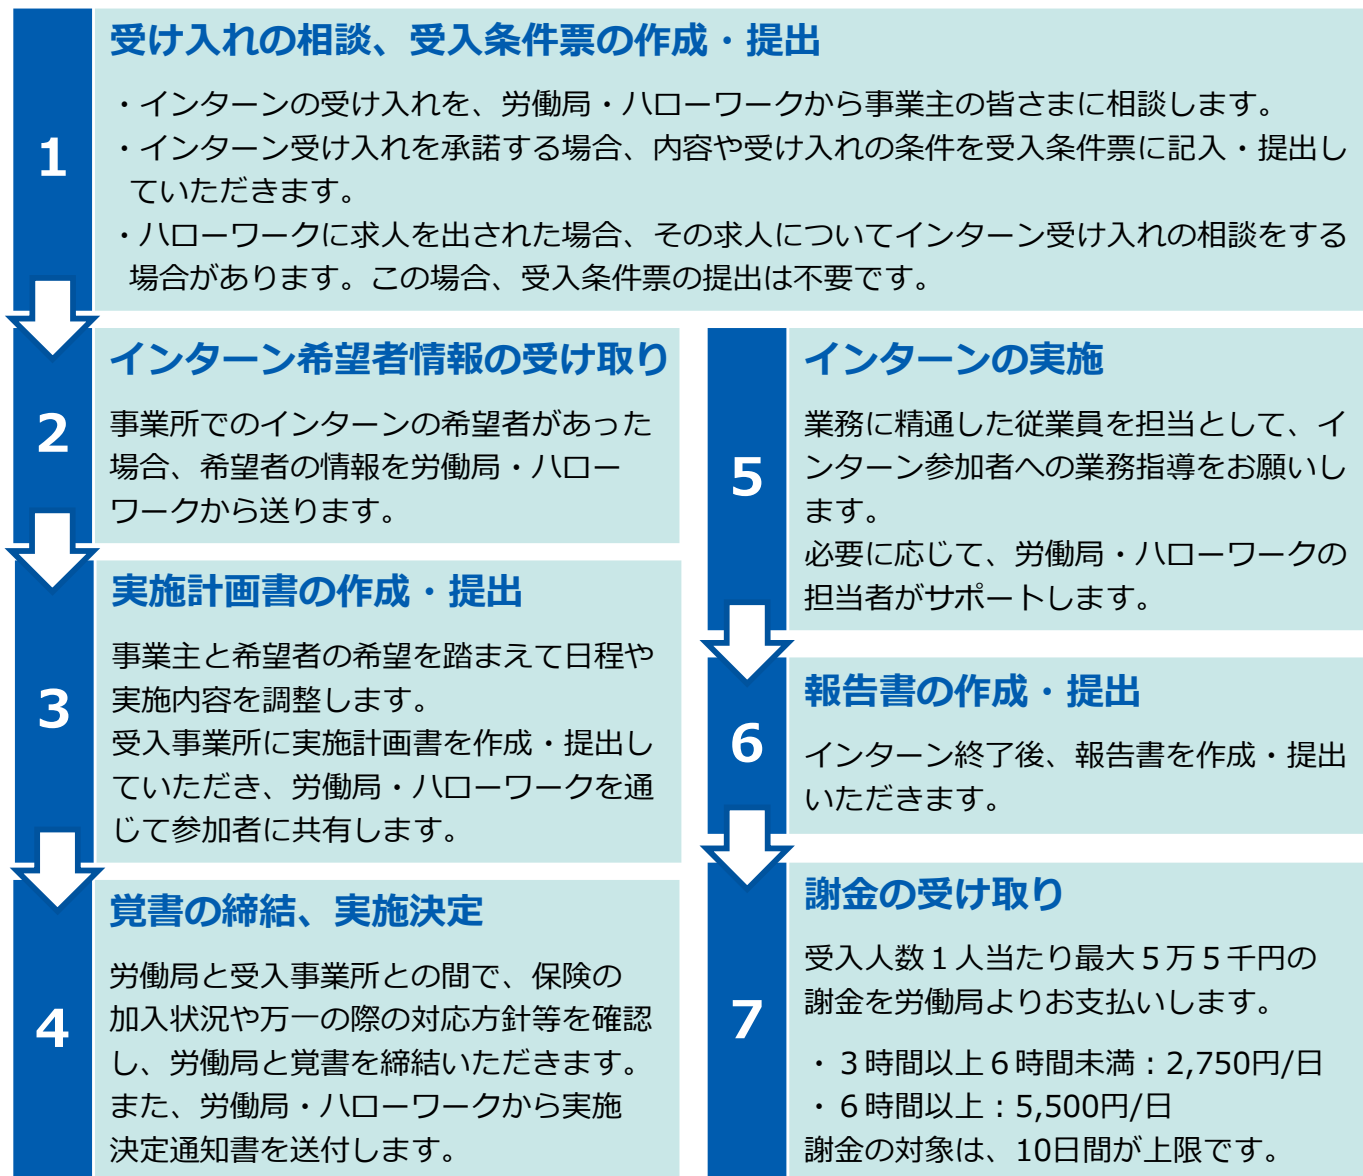 1
受け入れの相談、受入条件票の作成・提出
・インターンの受け入れを、労働局・ハローワークから事業主の皆さまに相談します。
・インターン受け入れを承諾する場合、内容や受け入れの条件を受入条件票に記入・提出し
ていただきます。
・ハローワークに求人を出された場合、その求人についてインターン受け入れの相談をする
場合があります。この場合、受入条件票の提出は不要です。
2
インターン希望者情報の受け取り
事業所でのインターンの希望者があった
場合、希望者の情報を労働局・ハロー
ワークから送ります。
3
実施計画書の作成・提出
事業主と希望者の希望を踏まえて日程や
実施内容を調整します。
受入事業所に実施計画書を作成・提出し
ていただき、労働局・ハローワークを通
じて参加者に共有します。
4
覚書の締結、実施決定
労働局と受入事業所との間で、保険の
加入状況や万一の際の対応方針等を確認
し、労働局と覚書を締結いただきます。
また、労働局・ハローワークから実施
決定通知書を送付します。
5
インターンの実施
業務に精通した従業員を担当として、イ
ンターン参加者への業務指導をお願いし
ます。
必要に応じて、労働局・ハローワークの
担当者がサポートします。
6
報告書の作成・提出
インターン終了後、報告書を作成・提出
いただきます。
7
謝金の受け取り
受入人数１人当たり最大５万５千円の
謝金を労働局よりお支払いします。
・３時間以上６時間未満：2,750円/日
・６時間以上：5,500円/日
謝金の対象は、10日間が上限です。